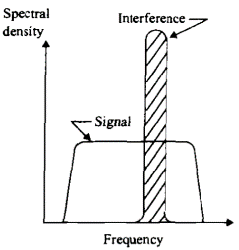 Spectral
density
Interference
Signal
Frequency